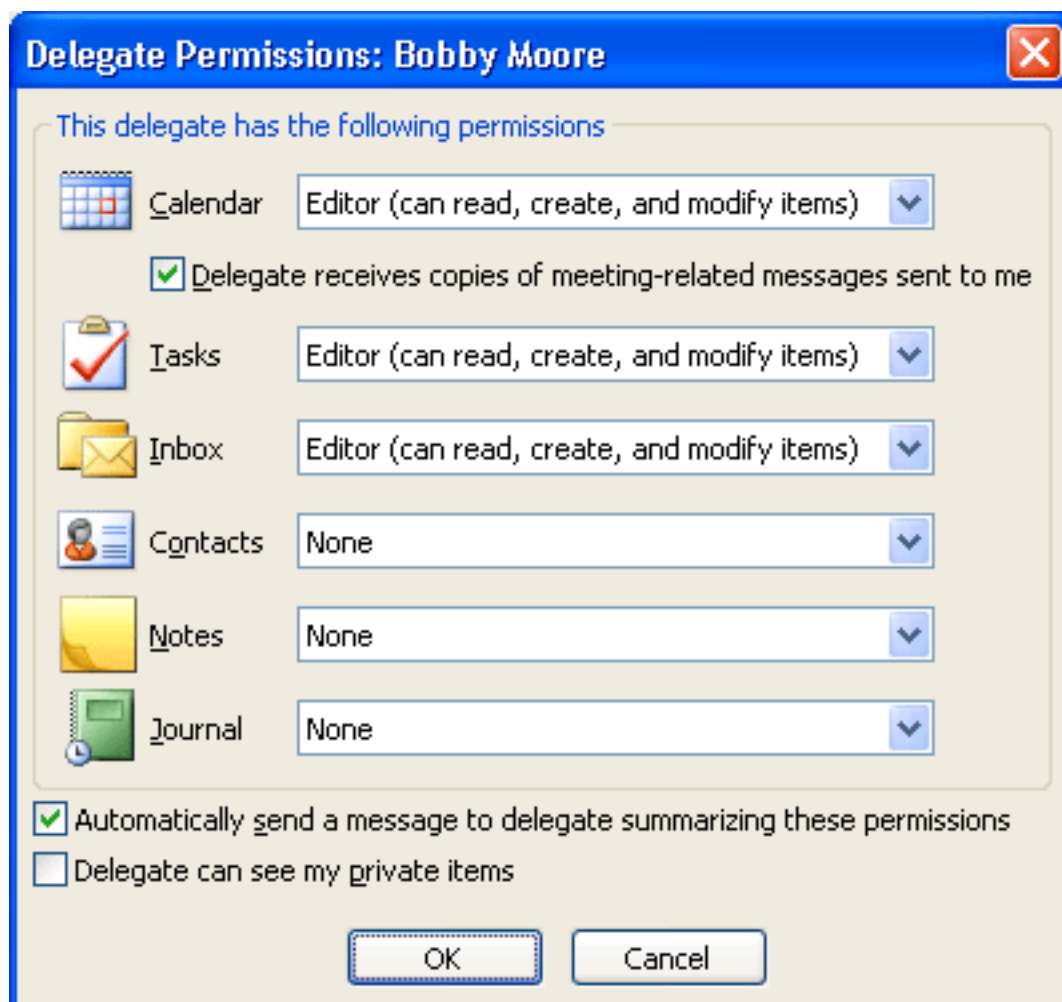 Delegate Permissions: Bobby Moore
This delegate has the following permissions
Calendar Editor (can read, create, and modify items)
Delegate receives copies of meeting-related messages sent to me
Tasks Editor (can read, create, and modify items)
Inbox Editor (can read, create, and modify items)
Contacts None
Notes None
Journal None
Automatically send a message to delegate summarizing these permissions
Delegate can see my private items
OK Cancel